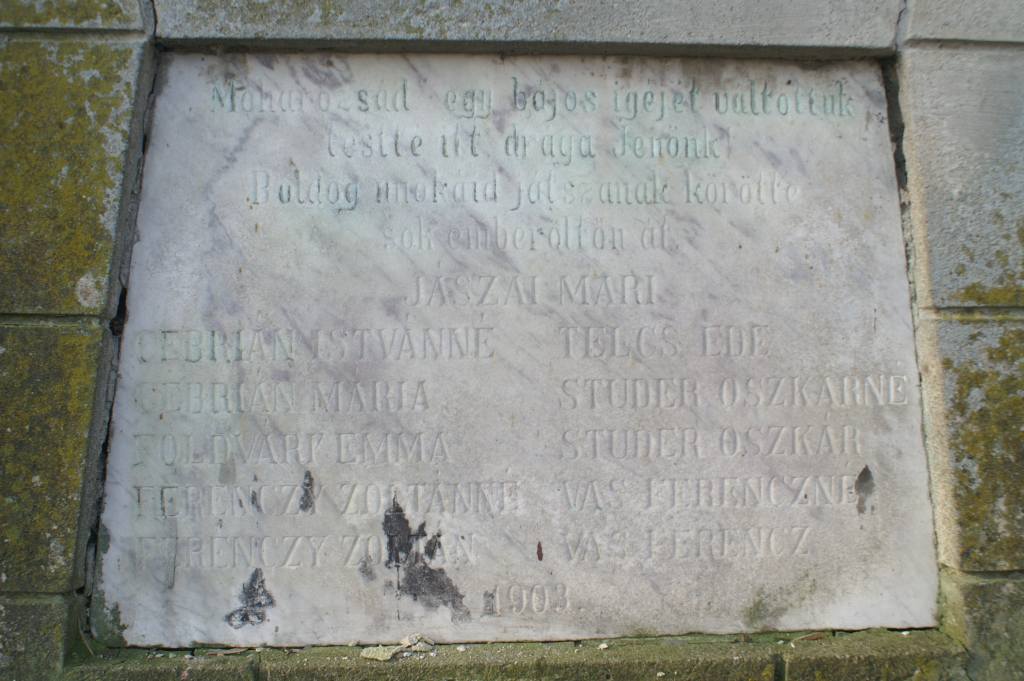 Moharózsád egy bájos igéjét váltottuk
testté itt, drága Jenőnk!
Boldog unokáid játszanak körötte
sok emberöltőn át.
JÁSZAI MARI
CEBRIÁN ISTVÁNNÉ TELCS EDE
CEBRIÁN MÁRIA STUDER OSZKÁRNÉ
FÖLDVÁRY EMMA STUDER OSZKÁR
FERENCZY ZOLTÁNNÉ VAS FERENCZNÉ
FERENCZY ZOLTÁN VAS FERENCZ
1903.